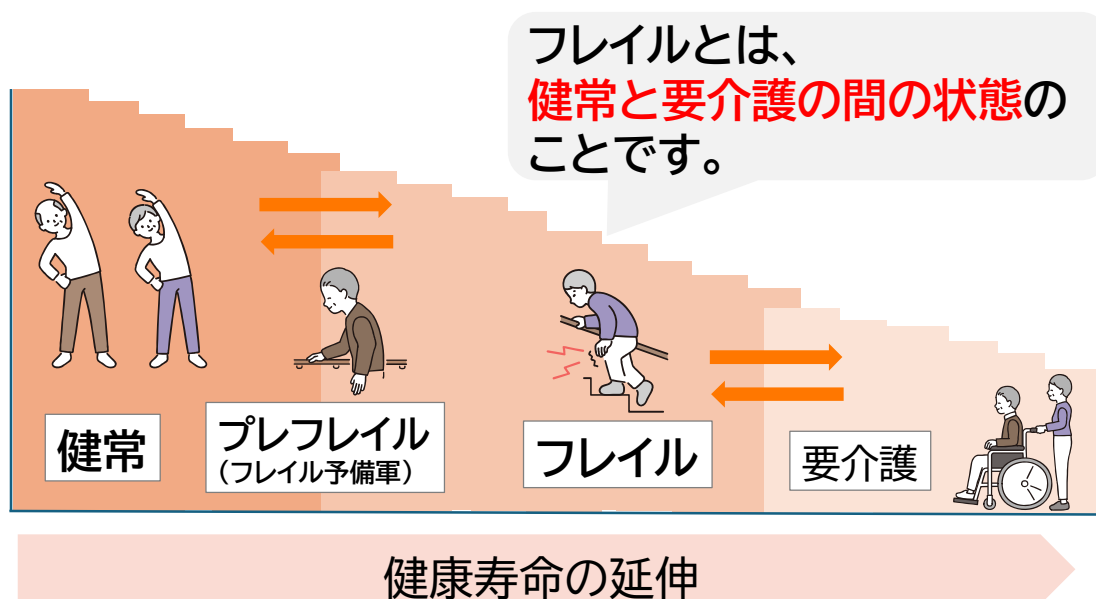 フレイルとは、
健常と要介護の間の状態の
ことです。
健常
プレフレイル
（フレイル予備軍）
フレイル
要介護
健康寿命の延伸